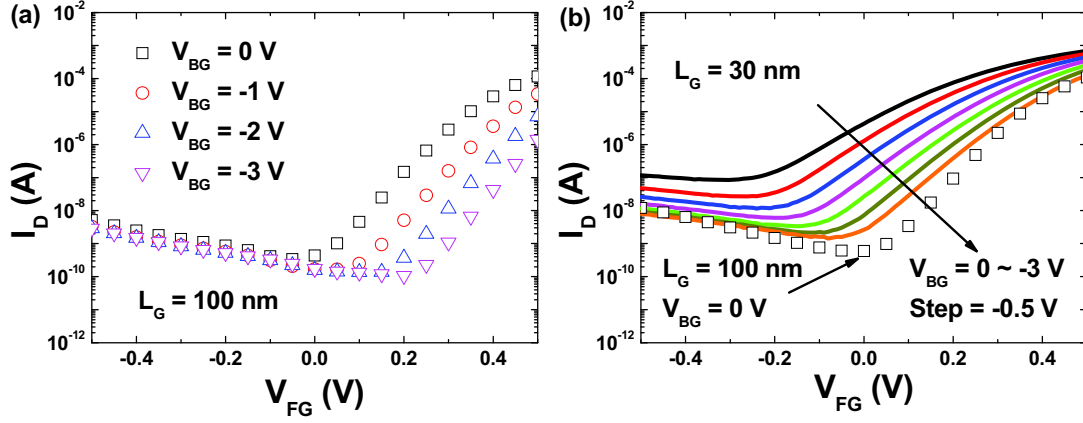 (a)
10⁻²
10⁻⁴
10⁻⁶
10⁻⁸
10⁻¹⁰
10⁻¹²
I_D (A)
V_BG = 0 V
V_BG = -1 V
V_BG = -2 V
V_BG = -3 V
L_G = 100 nm
-0.4 -0.2 0.0 0.2 0.4
V_FG (V)
(b)
10⁻²
10⁻⁴
10⁻⁶
10⁻⁸
10⁻¹⁰
10⁻¹²
I_D (A)
L_G = 30 nm
L_G = 100 nm
V_BG = 0 V
V_BG = 0 ~ -3 V
Step = -0.5 V
-0.4 -0.2 0.0 0.2 0.4
V_FG (V)